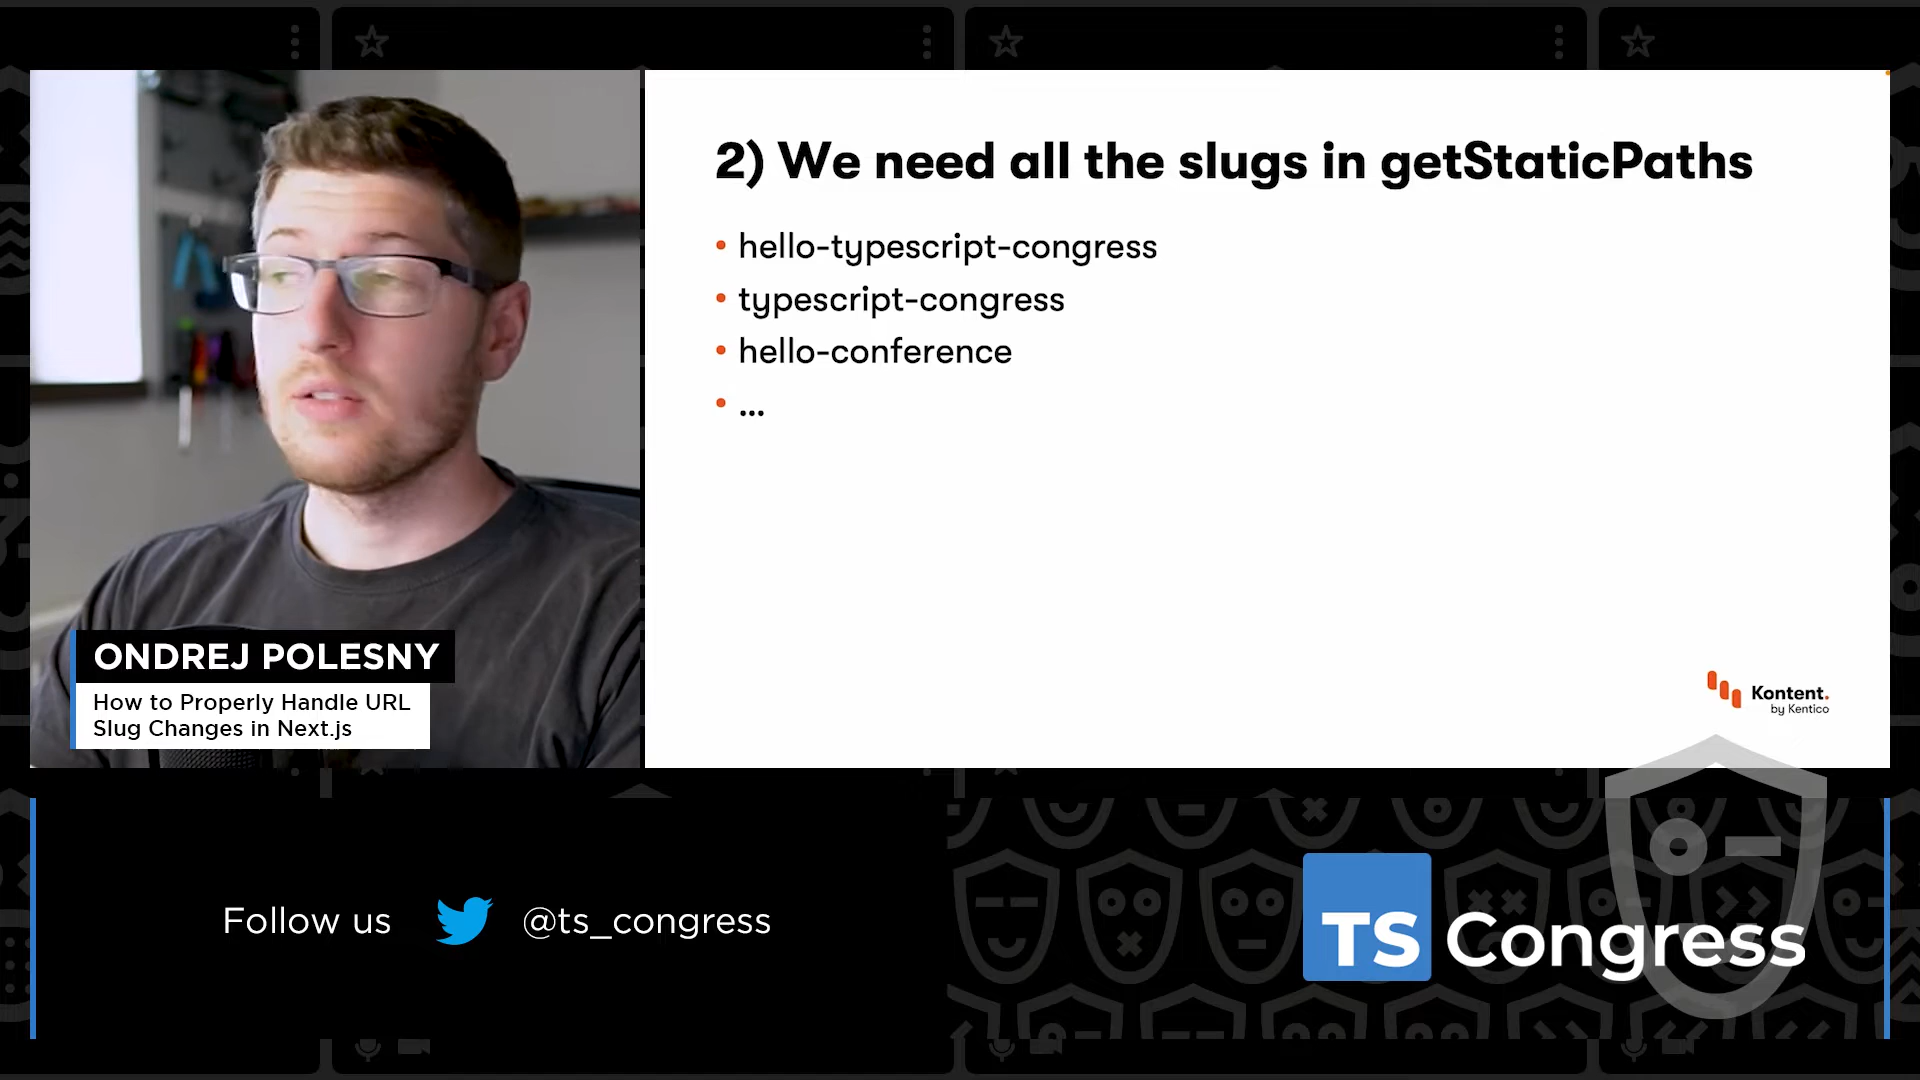 2) We need all the slugs in getStaticPaths
• hello-typescript-congress
• typescript-congress
• hello-conference
• ...
Kontent.
by Kentico
ONDREJ POLESNY
How to Properly Handle URL
Slug Changes in Next.js
Follow us @ts_congress
TS Congress